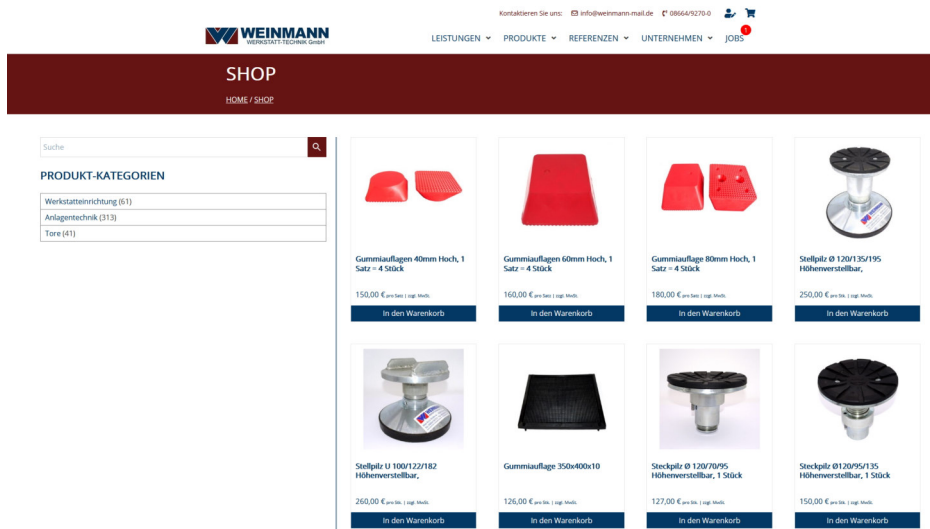 Kontaktieren Sie uns: info@weinmann-mail.de 08664/9270-0
WEINMANN
WERKSTATT-TECHNIK GmbH
LEISTUNGEN PRODUKTE REFERENZEN UNTERNEHMEN JOBS 1
SHOP
HOME / SHOP
Suche
PRODUKT-KATEGORIEN
Werkstatteinrichtung (61)
Anlagentechnik (313)
Tore (41)
Gummiauflagen 40mm Hoch, 1
Satz = 4 Stück
150,00 € pro Satz | zzgl. MwSt.
In den Warenkorb
Gummiauflagen 60mm Hoch, 1
Satz = 4 Stück
160,00 € pro Satz | zzgl. MwSt.
In den Warenkorb
Gummiauflage 80mm Hoch, 1
Satz = 4 Stück
180,00 € pro Satz | zzgl. MwSt.
In den Warenkorb
Stellpilz Ø 120/135/195
Höhenverstellbar,
250,00 € pro Stk. | zzgl. MwSt.
In den Warenkorb
Stellpilz U 100/122/182
Höhenverstellbar,
260,00 € pro Stk. | zzgl. MwSt.
In den Warenkorb
Gummiauflage 350x400x10
126,00 € pro Stk. | zzgl. MwSt.
In den Warenkorb
Steckpilz Ø 120/70/95
Höhenverstellbar, 1 Stück
127,00 € pro Stk. | zzgl. MwSt.
In den Warenkorb
Steckpilz Ø120/95/135
Höhenverstellbar, 1 Stück
150,00 € pro Stk. | zzgl. MwSt.
In den Warenkorb